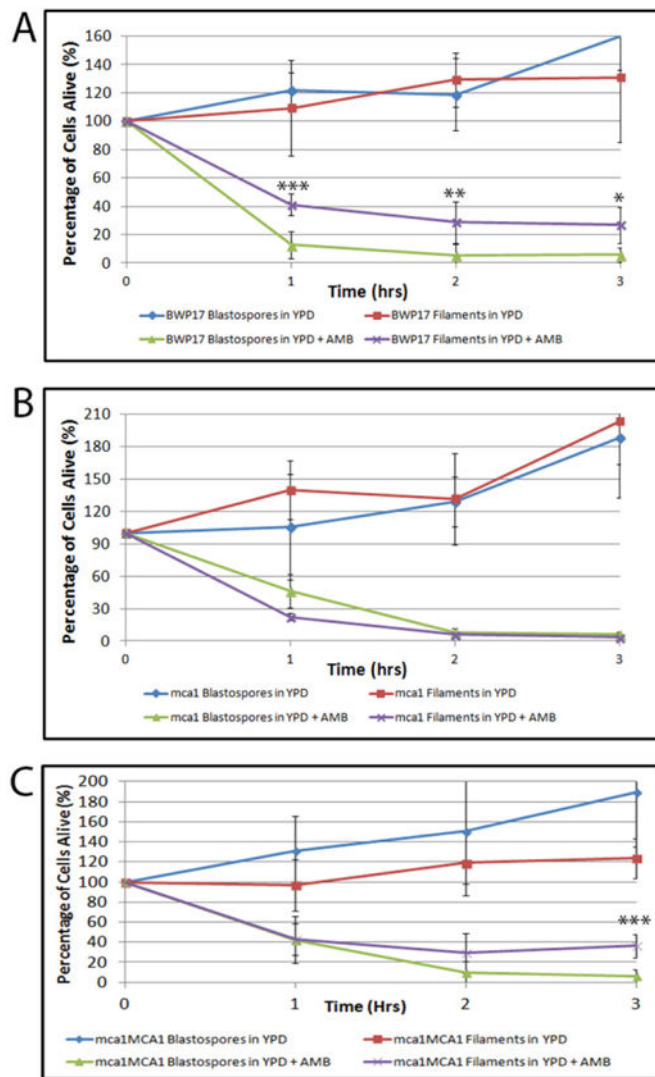 A
Percentage of Cells Alive (%)
160
140
120
100
80
60
40
20
0
***
**
*
0
1
2
3
Time (hrs)
BWP17 Blastospores in YPD
BWP17 Filaments in YPD
BWP17 Blastospores in YPD + AMB
BWP17 Filaments in YPD + AMB
B
Percentage of Cells Alive (%)
210
180
150
120
90
60
30
0
0
1
2
3
Time (hrs)
mca1 Blastospores in YPD
mca1 Filaments in YPD
mca1 Blastospores in YPD + AMB
mca1 Filaments in YPD + AMB
C
Percentage of Cells Alive (%)
200
180
160
140
120
100
80
60
40
20
0
***
0
1
2
3
Time (Hrs)
mca1MCA1 Blastospores in YPD
mca1MCA1 Filaments in YPD
mca1MCA1 Blastospores in YPD + AMB
mca1MCA1 Filaments in YPD + AMB